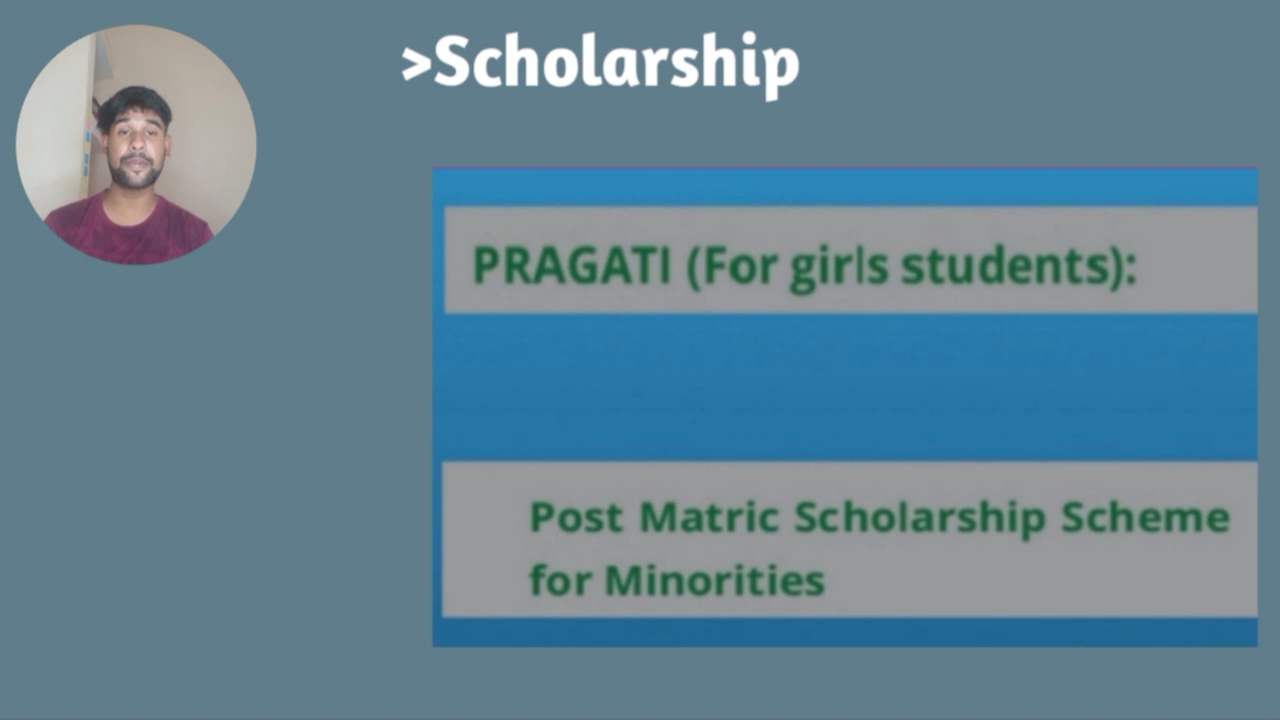 >Scholarship
PRAGATI (For girls students):
Post Matric Scholarship Scheme
for Minorities